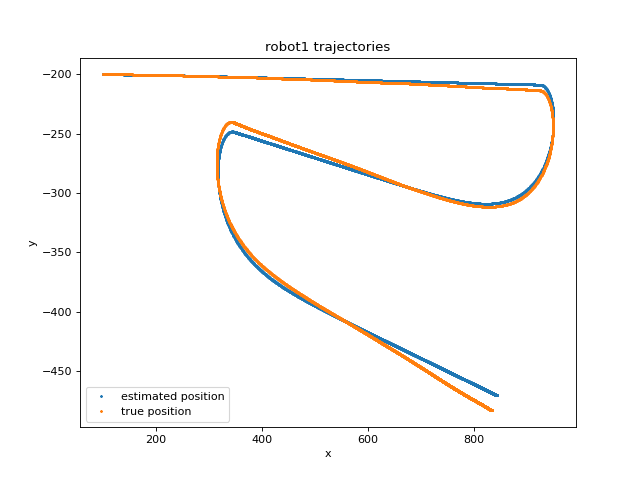 robot1 trajectories
−200
−250
−300
−350
−400
−450
y
estimated position
true position
200
400
600
800
x